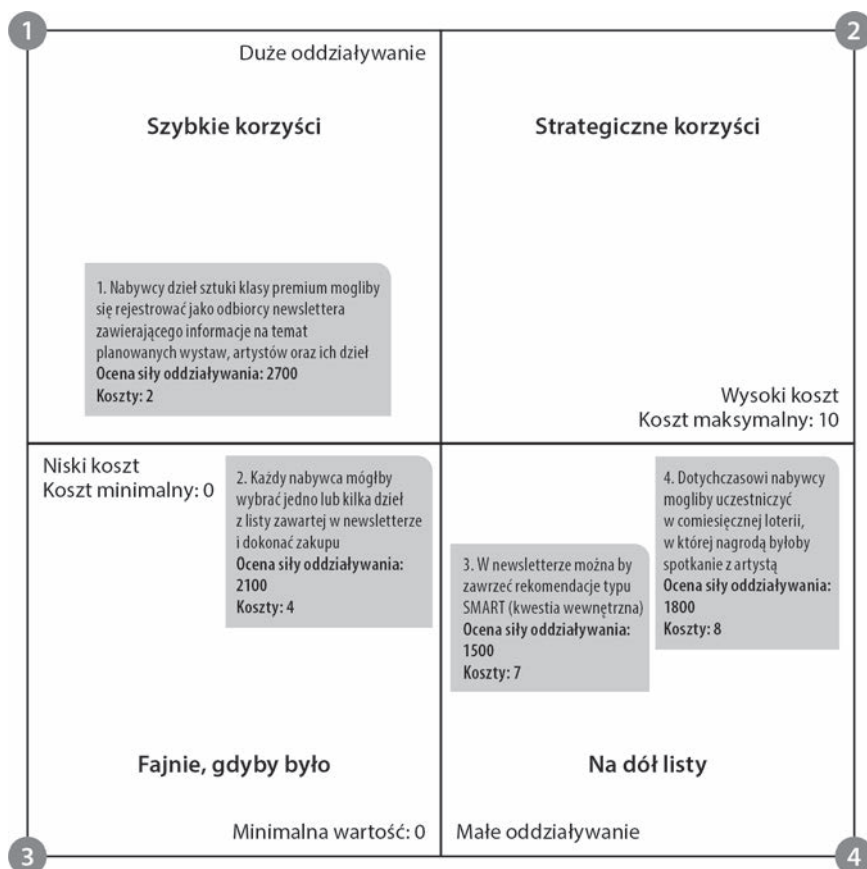 1
2
Duże oddziaływanie
Szybkie korzyści
Strategiczne korzyści
1. Nabywcy dzieł sztuki klasy premium mogliby
się rejestrować jako odbiorcy newslettera
zawierającego informacje na temat
planowanych wystaw, artystów oraz ich dzieł
Ocena siły oddziaływania: 2700
Koszty: 2
Wysoki koszt
Koszt maksymalny: 10
Niski koszt
Koszt minimalny: 0
2. Każdy nabywca mógłby
wybrać jedno lub kilka dzieł
z listy zawartej w newsletterze
i dokonać zakupu
Ocena siły oddziaływania:
2100
Koszty: 4
3. W newsletterze można by
zawrzeć rekomendacje typu
SMART (kwestia wewnętrzna)
Ocena siły oddziaływania:
1500
Koszty: 7
4. Dotychczasowi nabywcy
mogliby uczestniczyć
w comiesięcznej loterii,
w której nagrodą byłoby
spotkanie z artystą
Ocena siły oddziaływania:
1800
Koszty: 8
Fajnie, gdyby było
Na dół listy
Minimalna wartość: 0
Małe oddziaływanie
3
4